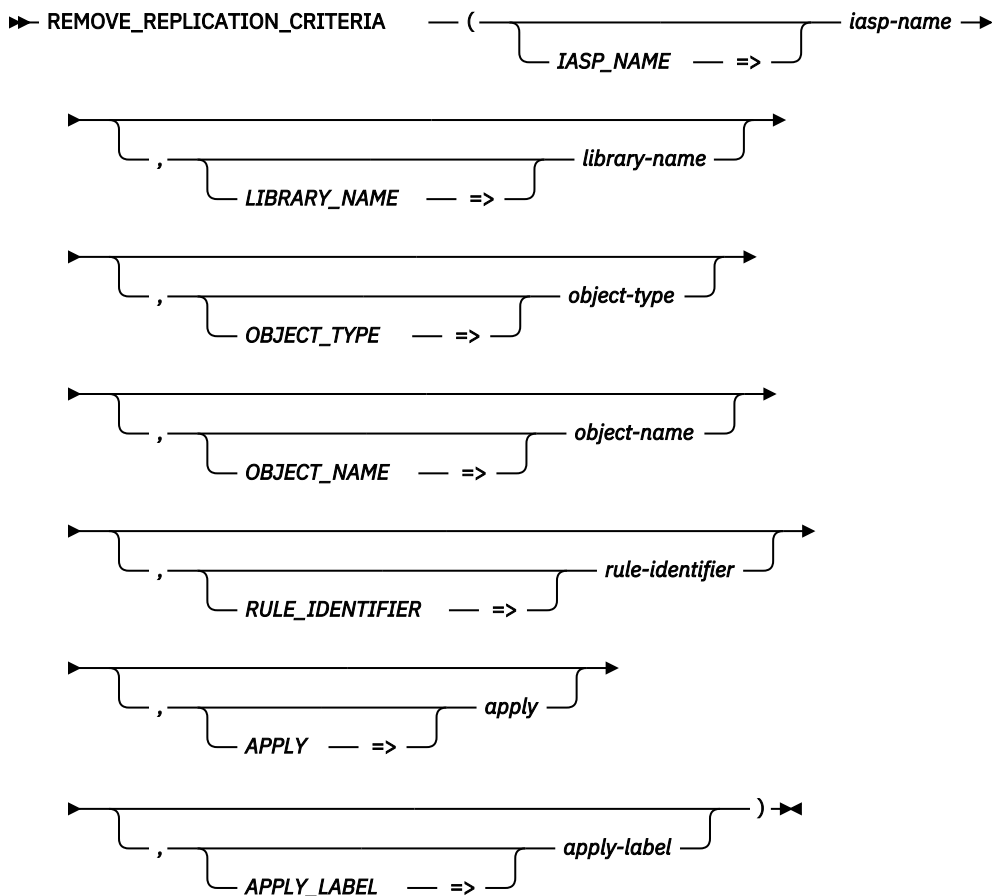 REMOVE_REPLICATION_CRITERIA ( iasp-name
IASP_NAME =>
, library-name
LIBRARY_NAME =>
, object-type
OBJECT_TYPE =>
, object-name
OBJECT_NAME =>
, rule-identifier
RULE_IDENTIFIER =>
, apply
APPLY =>
)
, apply-label
APPLY_LABEL =>